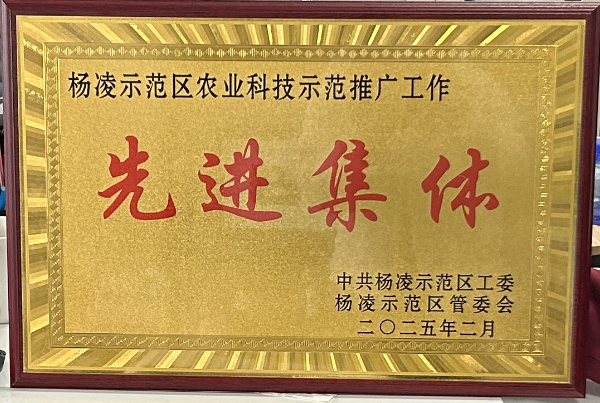 杨凌示范区农业科技示范推广工作
先进集体
中共杨凌示范区工委
杨凌示范区管委会
二〇二五年二月